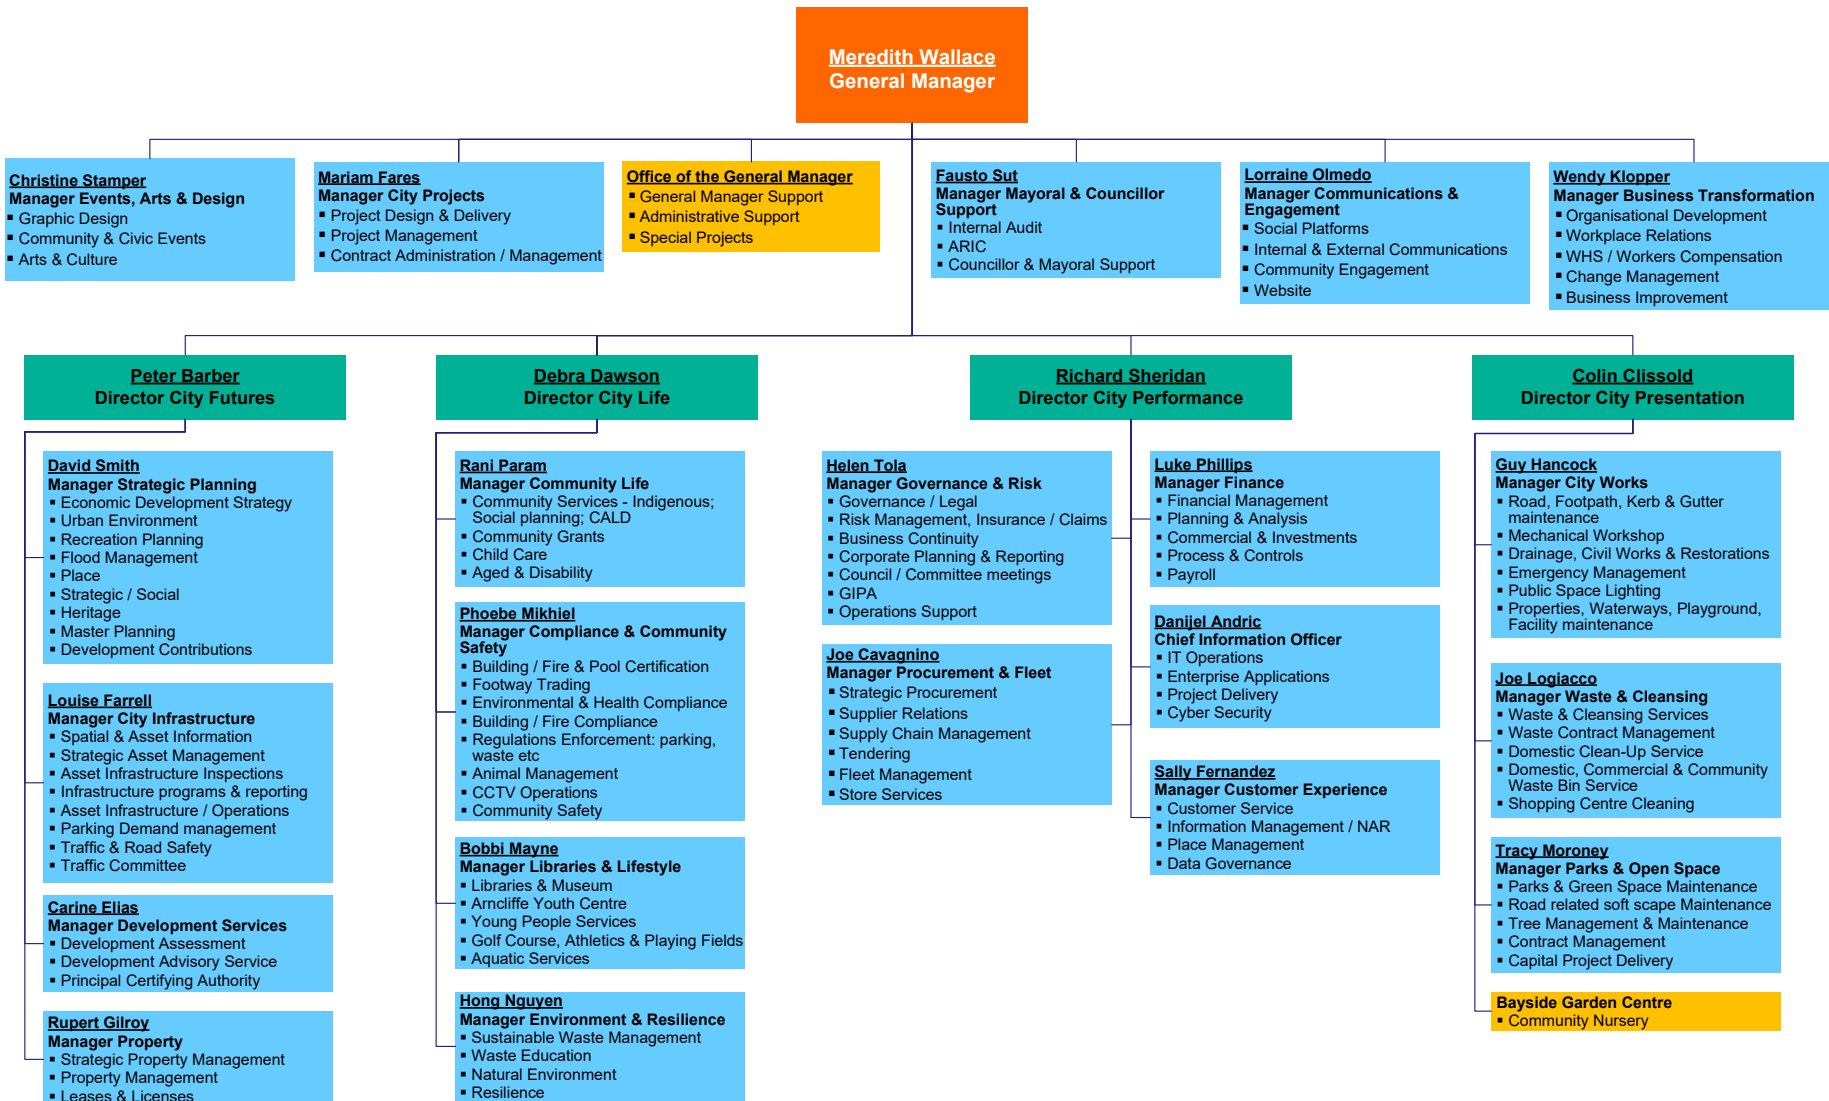 Meredith Wallace
General Manager
Christine Stamper
Manager Events, Arts & Design
▪ Graphic Design
▪ Community & Civic Events
▪ Arts & Culture
Mariam Fares
Manager City Projects
▪ Project Design & Delivery
▪ Project Management
▪ Contract Administration / Management
Office of the General Manager
▪ General Manager Support
▪ Administrative Support
▪ Special Projects
Fausto Sut
Manager Mayoral & Councillor
Support
▪ Internal Audit
▪ ARIC
▪ Councillor & Mayoral Support
Lorraine Olmedo
Manager Communications &
Engagement
▪ Social Platforms
▪ Internal & External Communications
▪ Community Engagement
▪ Website
Wendy Klopper
Manager Business Transformation
▪ Organisational Development
▪ Workplace Relations
▪ WHS / Workers Compensation
▪ Change Management
▪ Business Improvement
Peter Barber
Director City Futures
David Smith
Manager Strategic Planning
▪ Economic Development Strategy
▪ Urban Environment
▪ Recreation Planning
▪ Flood Management
▪ Place
▪ Strategic / Social
▪ Heritage
▪ Master Planning
▪ Development Contributions
Louise Farrell
Manager City Infrastructure
▪ Spatial & Asset Information
▪ Strategic Asset Management
▪ Asset Infrastructure Inspections
▪ Infrastructure programs & reporting
▪ Asset Infrastructure / Operations
▪ Parking Demand management
▪ Traffic & Road Safety
▪ Traffic Committee
Carine Elias
Manager Development Services
▪ Development Assessment
▪ Development Advisory Service
▪ Principal Certifying Authority
Rupert Gilroy
Manager Property
▪ Strategic Property Management
▪ Property Management
▪ Leases & Licenses
Debra Dawson
Director City Life
Rani Param
Manager Community Life
▪ Community Services - Indigenous;
Social planning; CALD
▪ Community Grants
▪ Child Care
▪ Aged & Disability
Phoebe Mikhiel
Manager Compliance & Community
Safety
▪ Building / Fire & Pool Certification
▪ Footway Trading
▪ Environmental & Health Compliance
▪ Building / Fire Compliance
▪ Regulations Enforcement: parking,
waste etc
▪ Animal Management
▪ CCTV Operations
▪ Community Safety
Bobbi Mayne
Manager Libraries & Lifestyle
▪ Libraries & Museum
▪ Arncliffe Youth Centre
▪ Young People Services
▪ Golf Course, Athletics & Playing Fields
▪ Aquatic Services
Hong Nguyen
Manager Environment & Resilience
▪ Sustainable Waste Management
▪ Waste Education
▪ Natural Environment
▪ Resilience
Richard Sheridan
Director City Performance
Helen Tola
Manager Governance & Risk
▪ Governance / Legal
▪ Risk Management, Insurance / Claims
▪ Business Continuity
▪ Corporate Planning & Reporting
▪ Council / Committee meetings
▪ GIPA
▪ Operations Support
Joe Cavagnino
Manager Procurement & Fleet
▪ Strategic Procurement
▪ Supplier Relations
▪ Supply Chain Management
▪ Tendering
▪ Fleet Management
▪ Store Services
Luke Phillips
Manager Finance
▪ Financial Management
▪ Planning & Analysis
▪ Commercial & Investments
▪ Process & Controls
▪ Payroll
Danijel Andric
Chief Information Officer
▪ IT Operations
▪ Enterprise Applications
▪ Project Delivery
▪ Cyber Security
Sally Fernandez
Manager Customer Experience
▪ Customer Service
▪ Information Management / NAR
▪ Place Management
▪ Data Governance
Colin Clissold
Director City Presentation
Guy Hancock
Manager City Works
▪ Road, Footpath, Kerb & Gutter
maintenance
▪ Mechanical Workshop
▪ Drainage, Civil Works & Restorations
▪ Emergency Management
▪ Public Space Lighting
▪ Properties, Waterways, Playground,
Facility maintenance
Joe Logiacco
Manager Waste & Cleansing
▪ Waste & Cleansing Services
▪ Waste Contract Management
▪ Domestic Clean-Up Service
▪ Domestic, Commercial & Community
Waste Bin Service
▪ Shopping Centre Cleaning
Tracy Moroney
Manager Parks & Open Space
▪ Parks & Green Space Maintenance
▪ Road related soft scape Maintenance
▪ Tree Management & Maintenance
▪ Contract Management
▪ Capital Project Delivery
Bayside Garden Centre
▪ Community Nursery